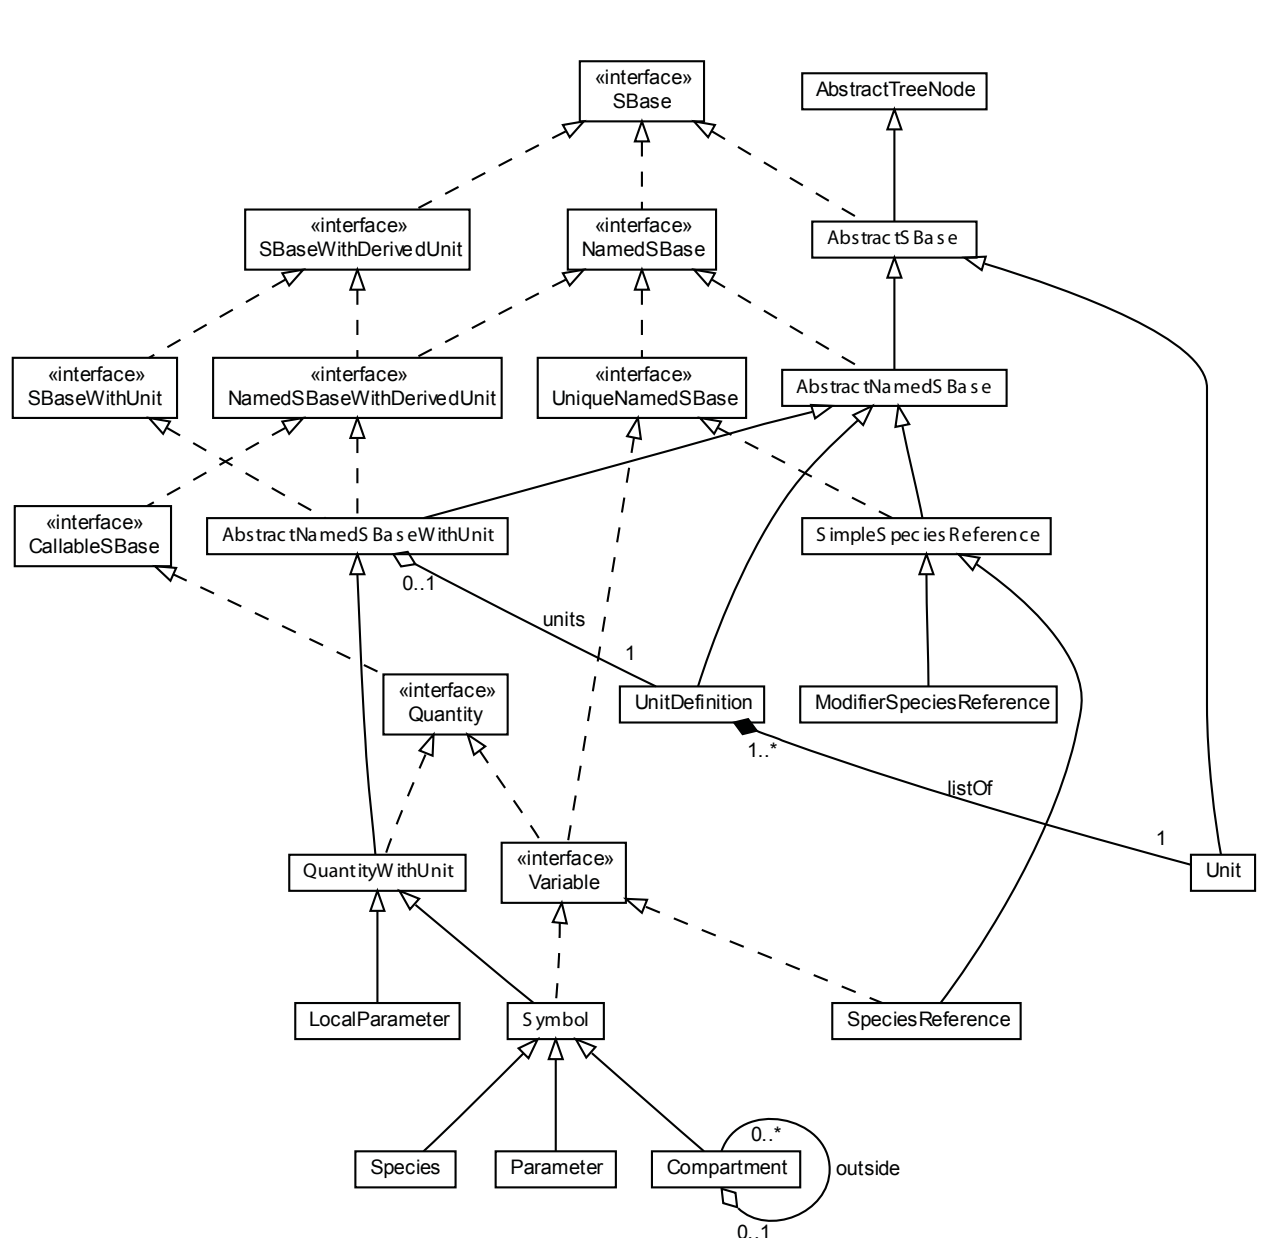 «interface»
SBase
AbstractTreeNode
«interface»
SBaseWithDerivedUnit
«interface»
NamedSBase
AbstractSBase
«interface»
SBaseWithUnit
«interface»
NamedSBaseWithDerivedUnit
«interface»
UniqueNamedSBase
AbstractNamedSBase
«interface»
CallableSBase
AbstractNamedSBaseWithUnit
SimpleSpeciesReference
0..1
units
1
«interface»
Quantity
UnitDefinition
ModifierSpeciesReference
1..*
listOf
1
QuantityWithUnit
«interface»
Variable
Unit
LocalParameter
Symbol
SpeciesReference
0..*
Species
Parameter
Compartment
outside
0..1